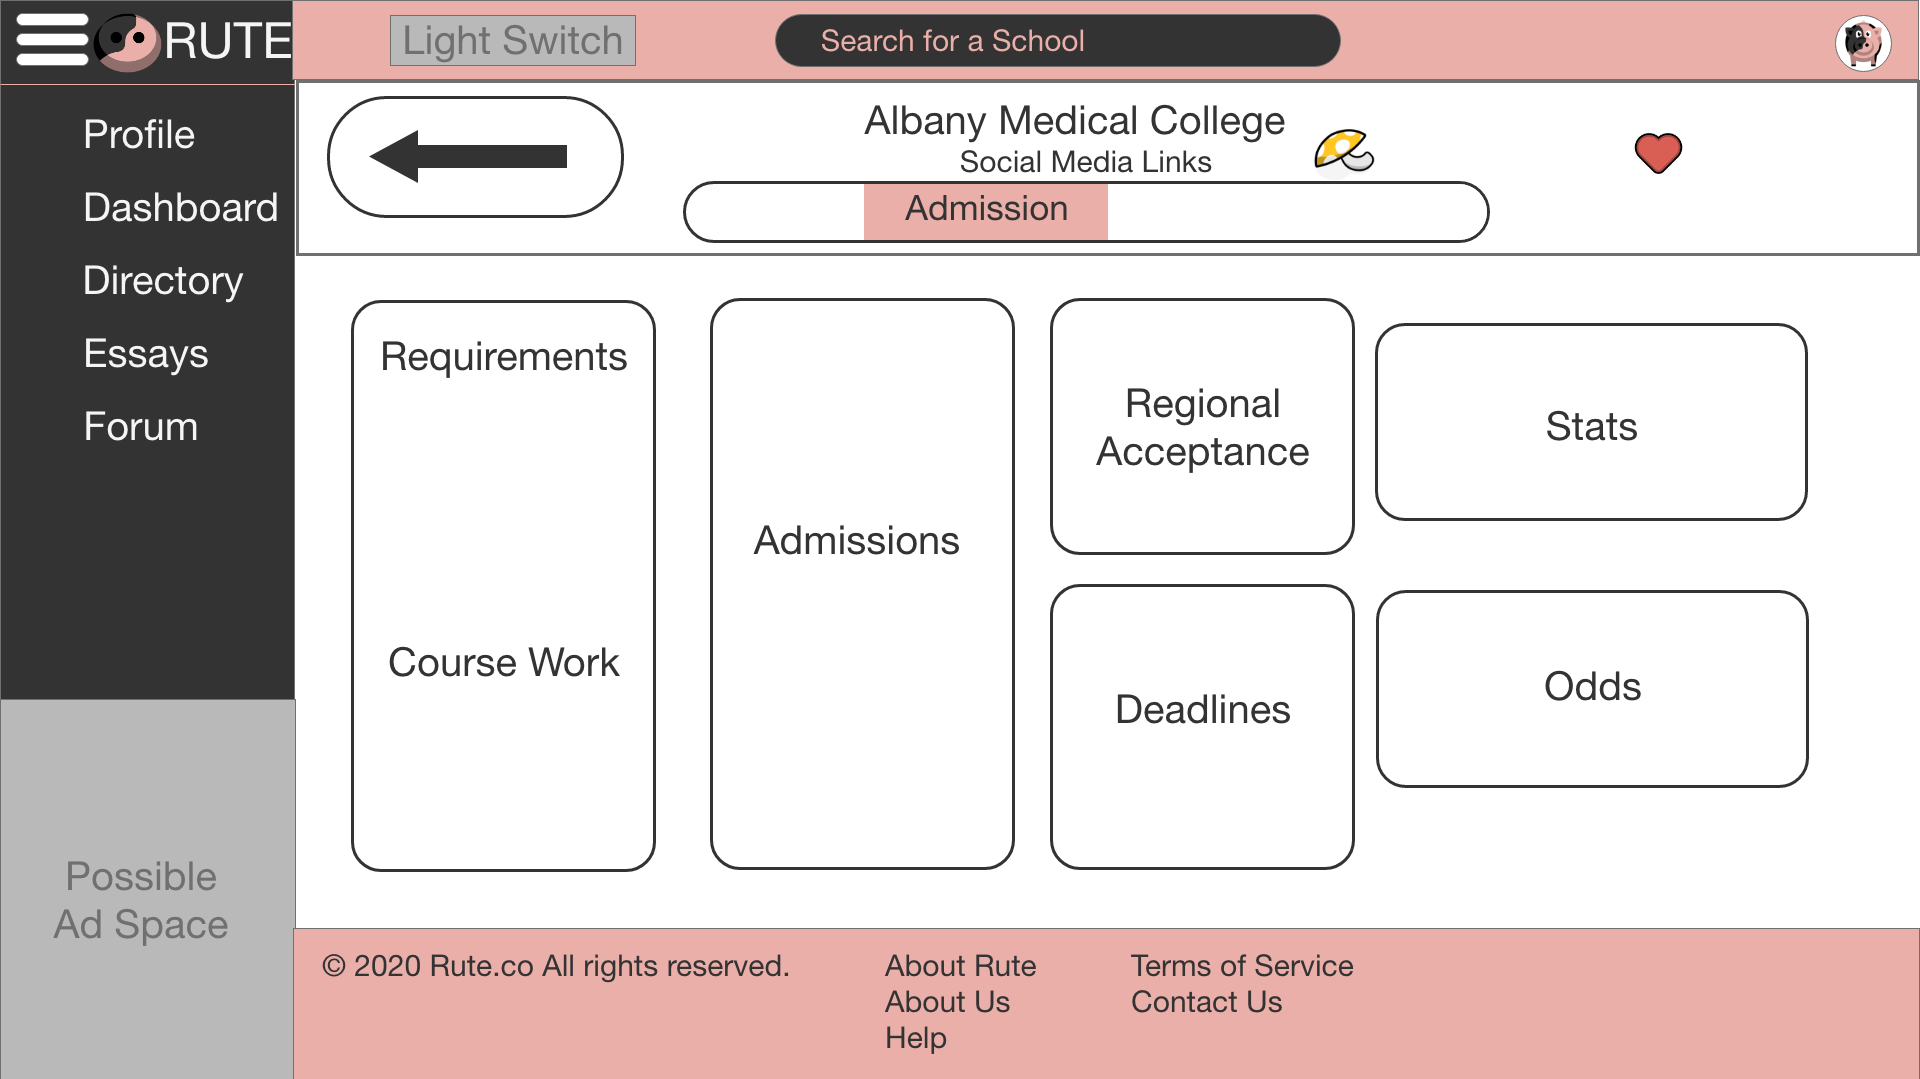 RUTE
Light Switch
Search for a School
Profile
Dashboard
Directory
Essays
Forum
Possible
Ad Space
Albany Medical College
Social Media Links
Admission
Requirements
Course Work
Admissions
Regional
Acceptance
Deadlines
Stats
Odds
© 2020 Rute.co All rights reserved.
About Rute
About Us
Help
Terms of Service
Contact Us